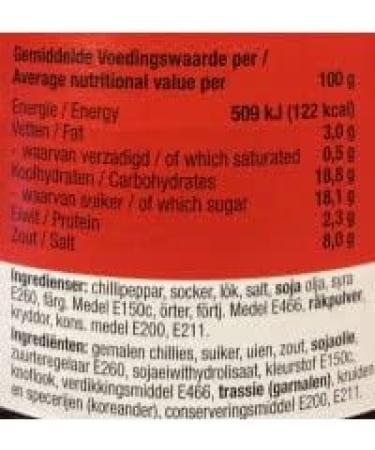 Gemiddelde Voedingswaarde per /
Average nutritional value per 100 g
Energie / Energy 509 kJ (122 kcal)
Vetten / Fat 3,0 g
- waarvan verzadigd / of which saturated 0,5 g
Koolhydraten / Carbohydrates 18,8 g
- waarvan suiker / of which sugar 18,1 g
Eiwit / Protein 2,3 g
Zout / Salt 8,0 g
Ingredienser: chillipeppar, socker, lök, salt, soja olja, syra
E260, färg. Medel E150c, örter, förtj. Medel E466, räkpulver,
kryddor, kons. medel E200, E211.
Ingrediënten: gemalen chillies, suiker, uien, zout, sojaolie,
zuurteregelaar E260, sojaeiwithydrolisaat, kleurstof E150c,
knoflook, verdikkingsmiddel E466, trassie (garnalen), kruiden
en specerijen (koreander), conserveringsmiddel E200, E211.